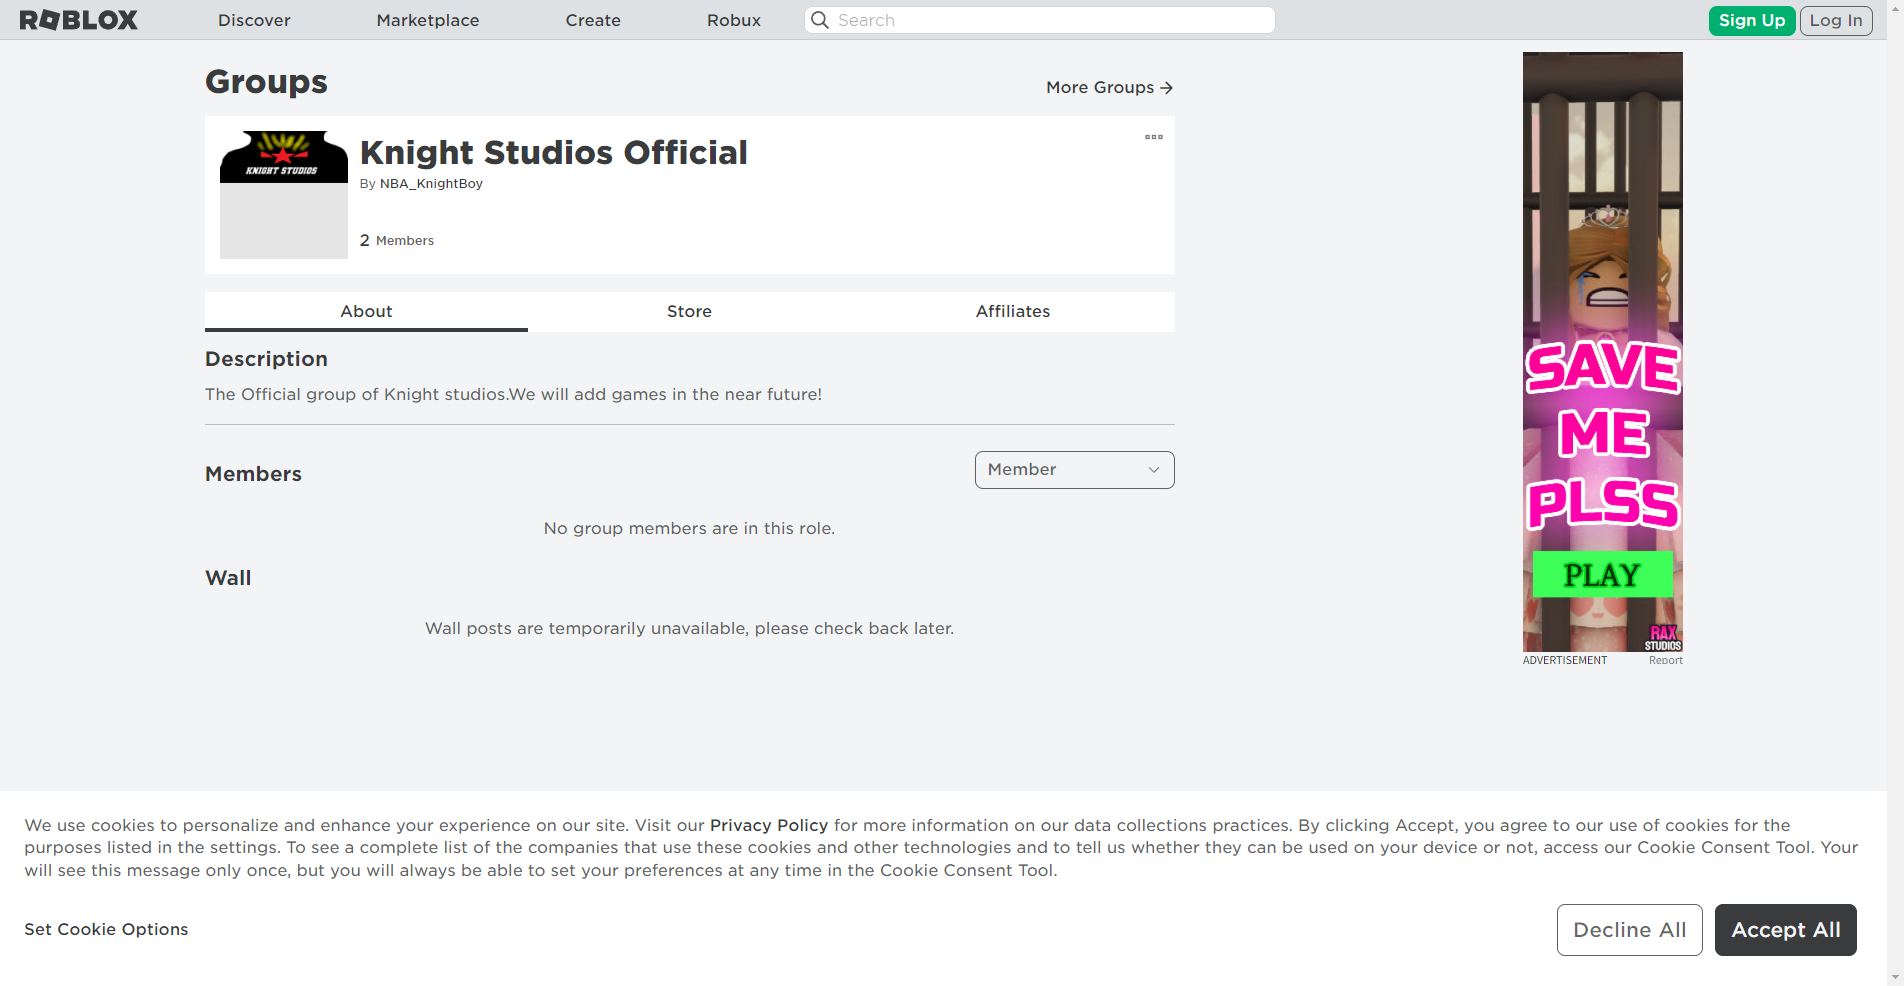 ROBLOX
Discover
Marketplace
Create
Robux
Search
Sign Up
Log In
Groups
More Groups
KNIGHT STUDIOS
Knight Studios Official
By NBA_KnightBoy
2 Members
About
Store
Affiliates
Description
The Official group of Knight studios.We will add games in the near future!
Members
Member
No group members are in this role.
Wall
Wall posts are temporarily unavailable, please check back later.
SAVE
ME
PLSS
PLAY
RAX
STUDIOS
ADVERTISEMENT
Report
We use cookies to personalize and enhance your experience on our site. Visit our Privacy Policy for more information on our data collections practices. By clicking Accept, you agree to our use of cookies for the
purposes listed in the settings. To see a complete list of the companies that use these cookies and other technologies and to tell us whether they can be used on your device or not, access our Cookie Consent Tool. Your
will see this message only once, but you will always be able to set your preferences at any time in the Cookie Consent Tool.
Set Cookie Options
Decline All
Accept All